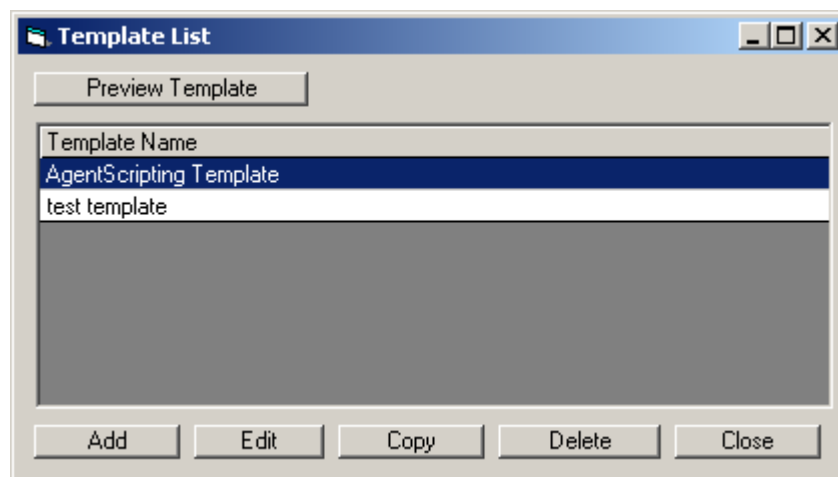 Template List
Preview Template
Template Name
AgentScripting Template
test template
Add Edit Copy Delete Close